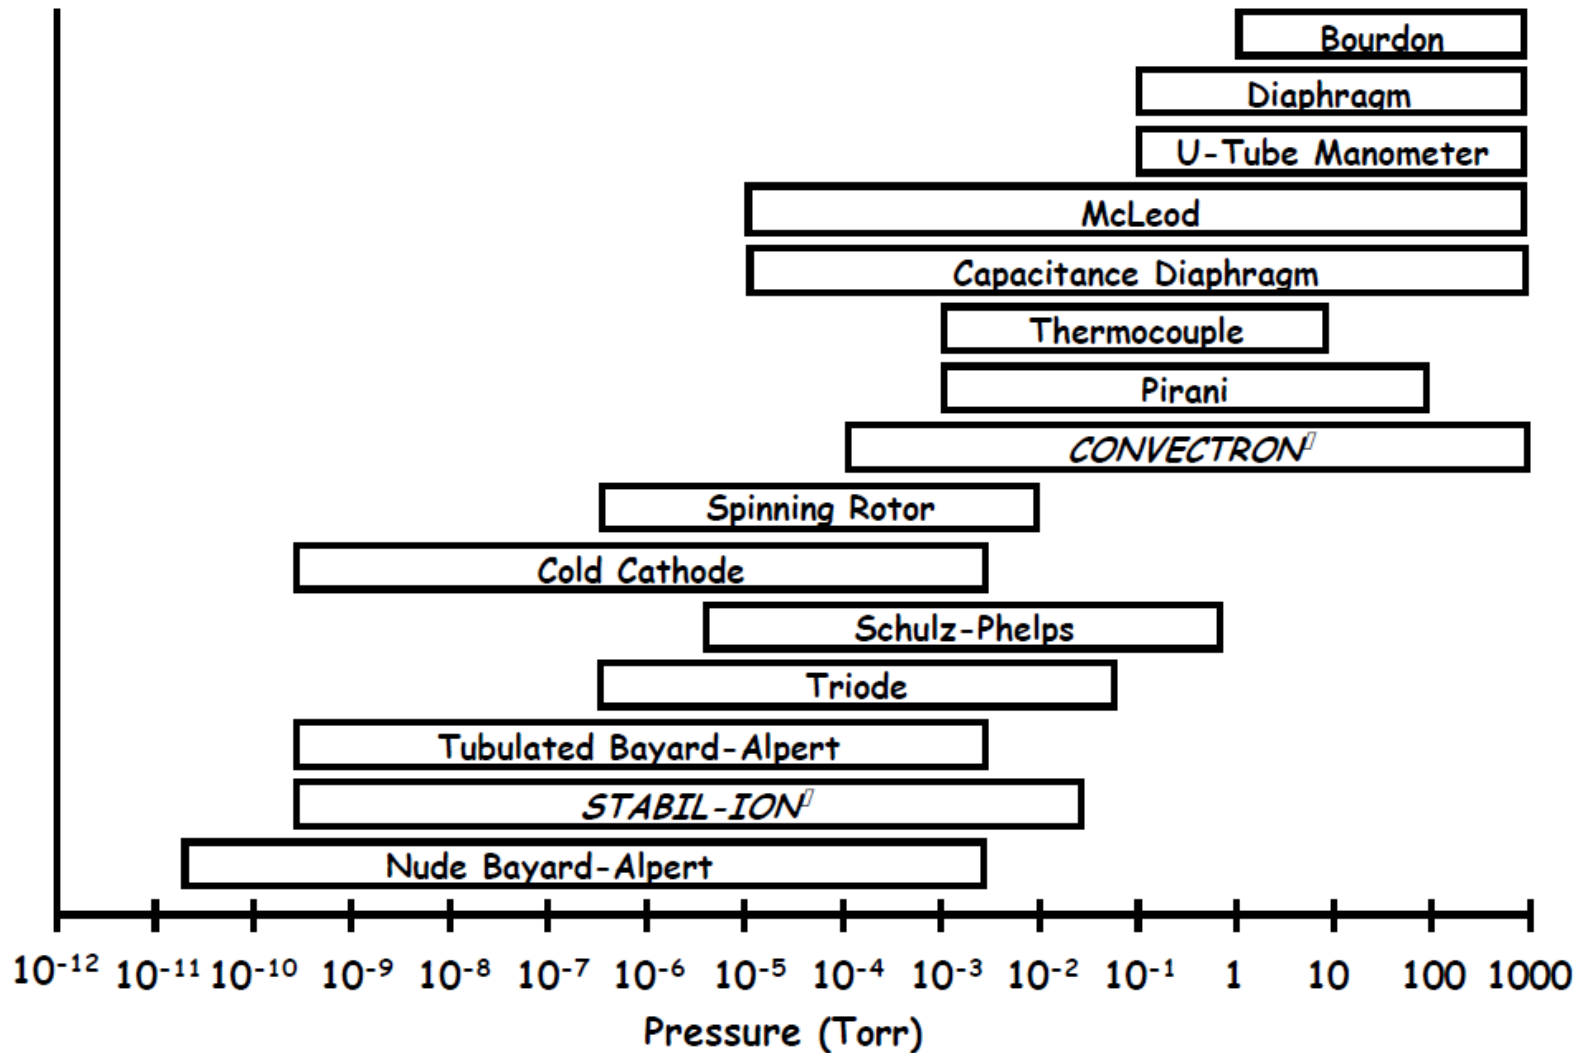 Bourdon
Diaphragm
U-Tube Manometer
McLeod
Capacitance Diaphragm
Thermocouple
Pirani
CONVECTRON
Spinning Rotor
Cold Cathode
Schulz-Phelps
Triode
Tubulated Bayard-Alpert
STABIL-ION
Nude Bayard-Alpert
10⁻¹² 10⁻¹¹ 10⁻¹⁰ 10⁻⁹ 10⁻⁸ 10⁻⁷ 10⁻⁶ 10⁻⁵ 10⁻⁴ 10⁻³ 10⁻² 10⁻¹ 1 10 100 1000
Pressure (Torr)